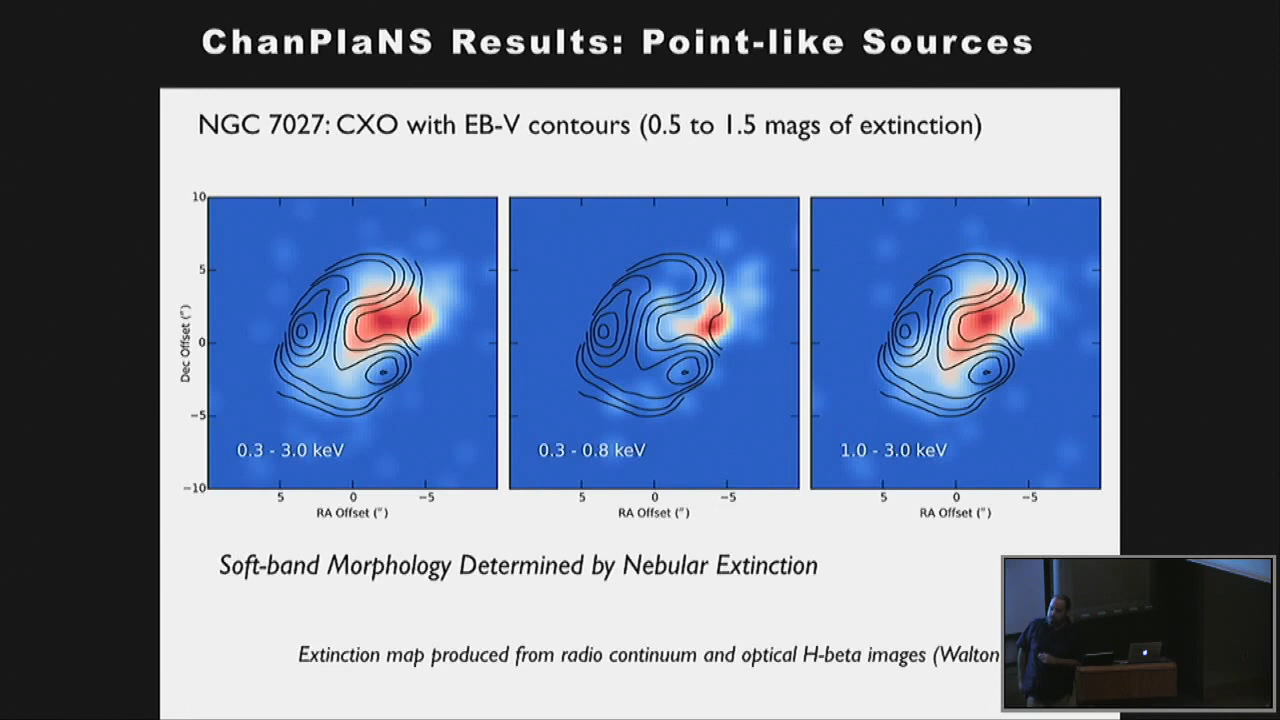 ChanPlaNS Results: Point-like Sources
NGC 7027: CXO with EB-V contours (0.5 to 1.5 mags of extinction)
10
5
0
−5
−10
Dec Offset (")
0.3 - 3.0 keV
0.3 - 0.8 keV
1.0 - 3.0 keV
5 0 −5
5 0 −5
5 0 −5
RA Offset (")
RA Offset (")
RA Offset (")
Soft-band Morphology Determined by Nebular Extinction
Extinction map produced from radio continuum and optical H-beta images (Walton